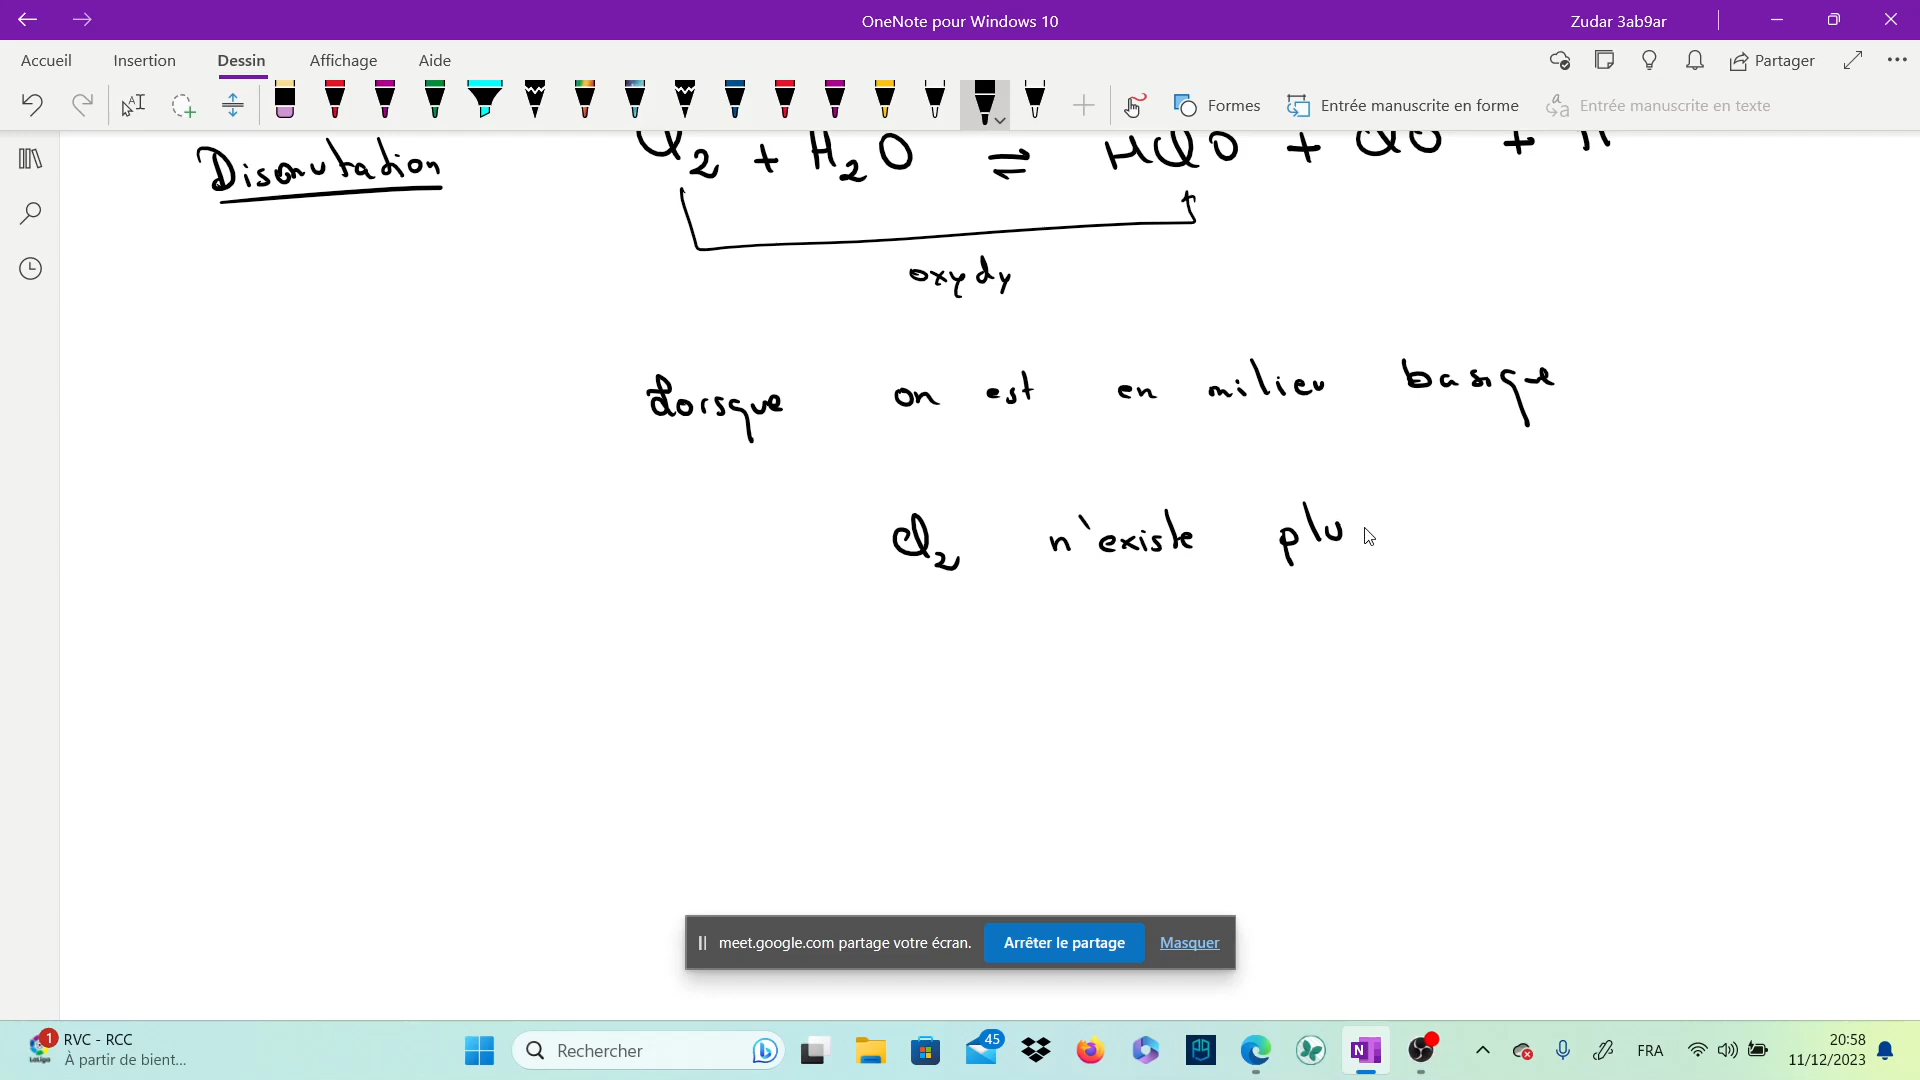 OneNote pour Windows 10
Zudar 3ab9ar
Accueil Insertion Dessin Affichage Aide
Partager
Formes Entrée manuscrite en forme Entrée manuscrite en texte
Dismutation
Cl2 + H2O ⇌ HClO + ClO + H
oxydy
Lorsque on est en milieu basique
Cl2 n'existe plu
meet.google.com partage votre écran. Arrêter le partage Masquer
1 RVC - RCC
À partir de bient...
Rechercher
45
FRA
20:58
11/12/2023